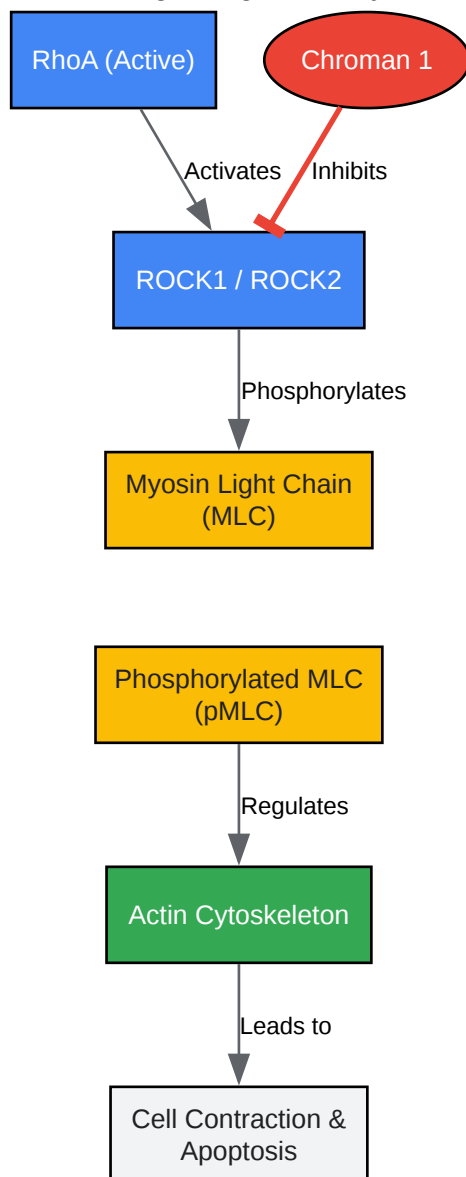 RhoA (Active)
Chroman 1
Activates
Inhibits
ROCK1 / ROCK2
Phosphorylates
Myosin Light Chain
(MLC)
Phosphorylated MLC
(pMLC)
Regulates
Actin Cytoskeleton
Leads to
Cell Contraction &
Apoptosis